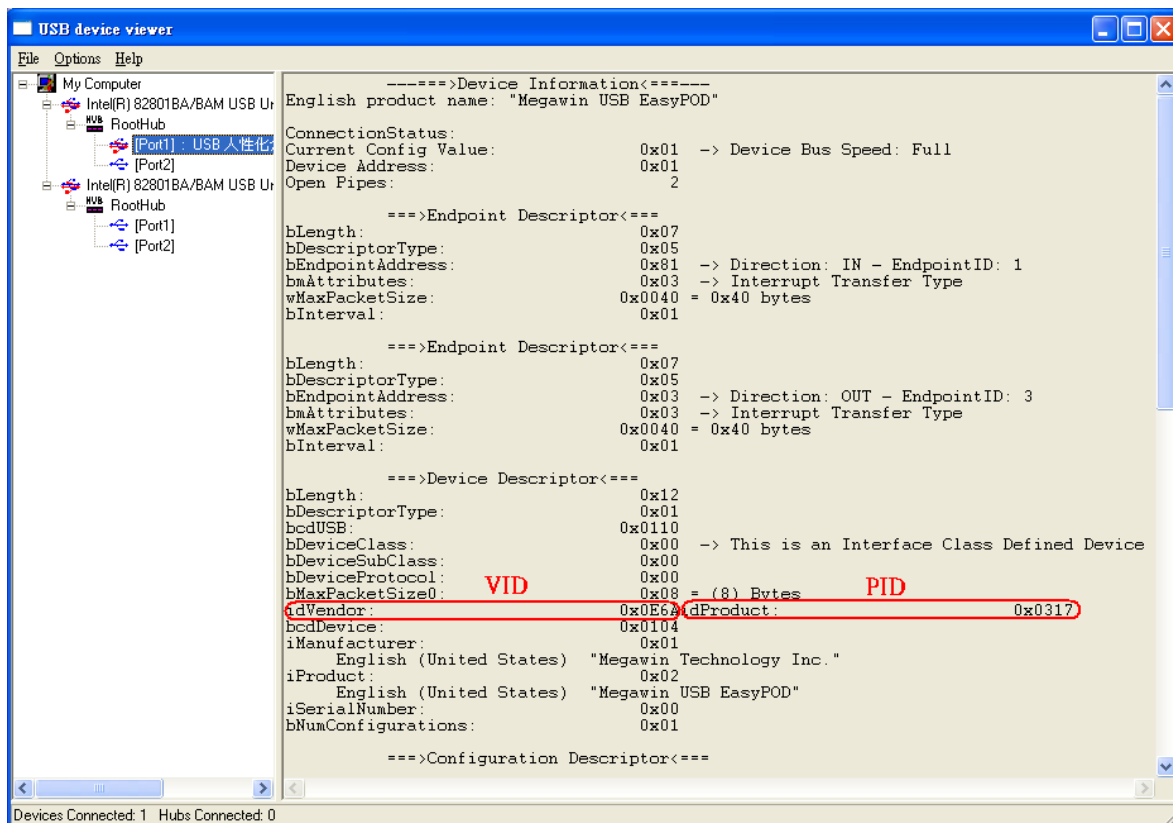 USB device viewer
File Options Help
My Computer
Intel(R) 82801BA/BAM USB Un
RootHub
[Port1] : USB 人性化
[Port2]
Intel(R) 82801BA/BAM USB Un
RootHub
[Port1]
[Port2]
---===>Device Information<===---
English product name: "Megawin USB EasyPOD"
ConnectionStatus:
Current Config Value: 0x01 -> Device Bus Speed: Full
Device Address: 0x01
Open Pipes: 2
===>Endpoint Descriptor<===
bLength: 0x07
bDescriptorType: 0x05
bEndpointAddress: 0x81 -> Direction: IN - EndpointID: 1
bmAttributes: 0x03 -> Interrupt Transfer Type
wMaxPacketSize: 0x0040 = 0x40 bytes
bInterval: 0x01
===>Endpoint Descriptor<===
bLength: 0x07
bDescriptorType: 0x05
bEndpointAddress: 0x03 -> Direction: OUT - EndpointID: 3
bmAttributes: 0x03 -> Interrupt Transfer Type
wMaxPacketSize: 0x0040 = 0x40 bytes
bInterval: 0x01
===>Device Descriptor<===
bLength: 0x12
bDescriptorType: 0x01
bcdUSB: 0x0110
bDeviceClass: 0x00 -> This is an Interface Class Defined Device
bDeviceSubClass: 0x00
bDeviceProtocol: 0x00
VID PID
bMaxPacketSize0: 0x08 = (8) Bytes
idVendor: 0x0E6A idProduct: 0x0317
bcdDevice: 0x0104
iManufacturer: 0x01
English (United States) "Megawin Technology Inc."
iProduct: 0x02
English (United States) "Megawin USB EasyPOD"
iSerialNumber: 0x00
bNumConfigurations: 0x01
===>Configuration Descriptor<===
Devices Connected: 1 Hubs Connected: 0